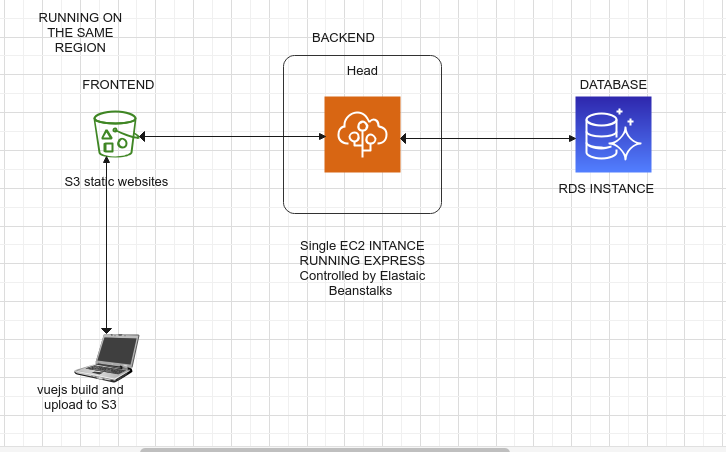 RUNNING ON
THE SAME
REGION
BACKEND
Head
FRONTEND
DATABASE
S3 static websites
RDS INSTANCE
Single EC2 INTANCE
RUNNING EXPRESS
Controlled by Elastaic
Beanstalks
vuejs build and
upload to S3